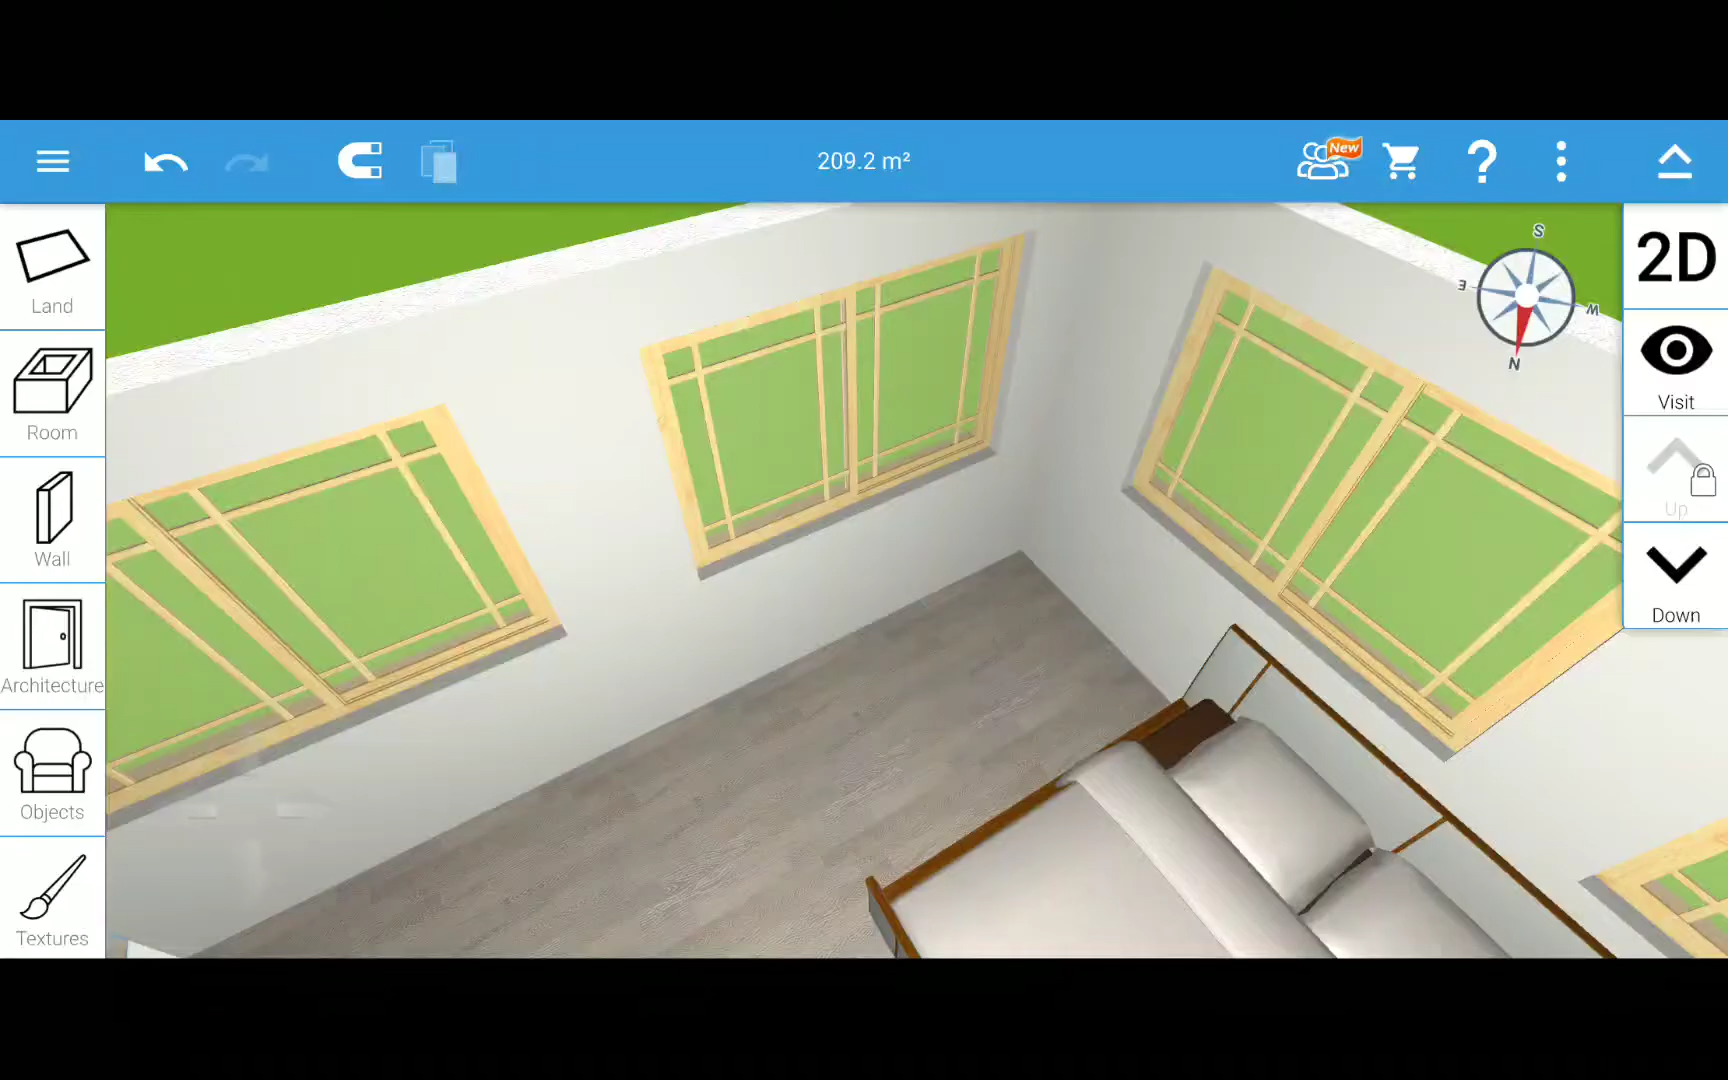 209.2 m²
New
Land
Room
Wall
Architecture
Objects
Textures
S
E
W
N
2D
Visit
Up
Down